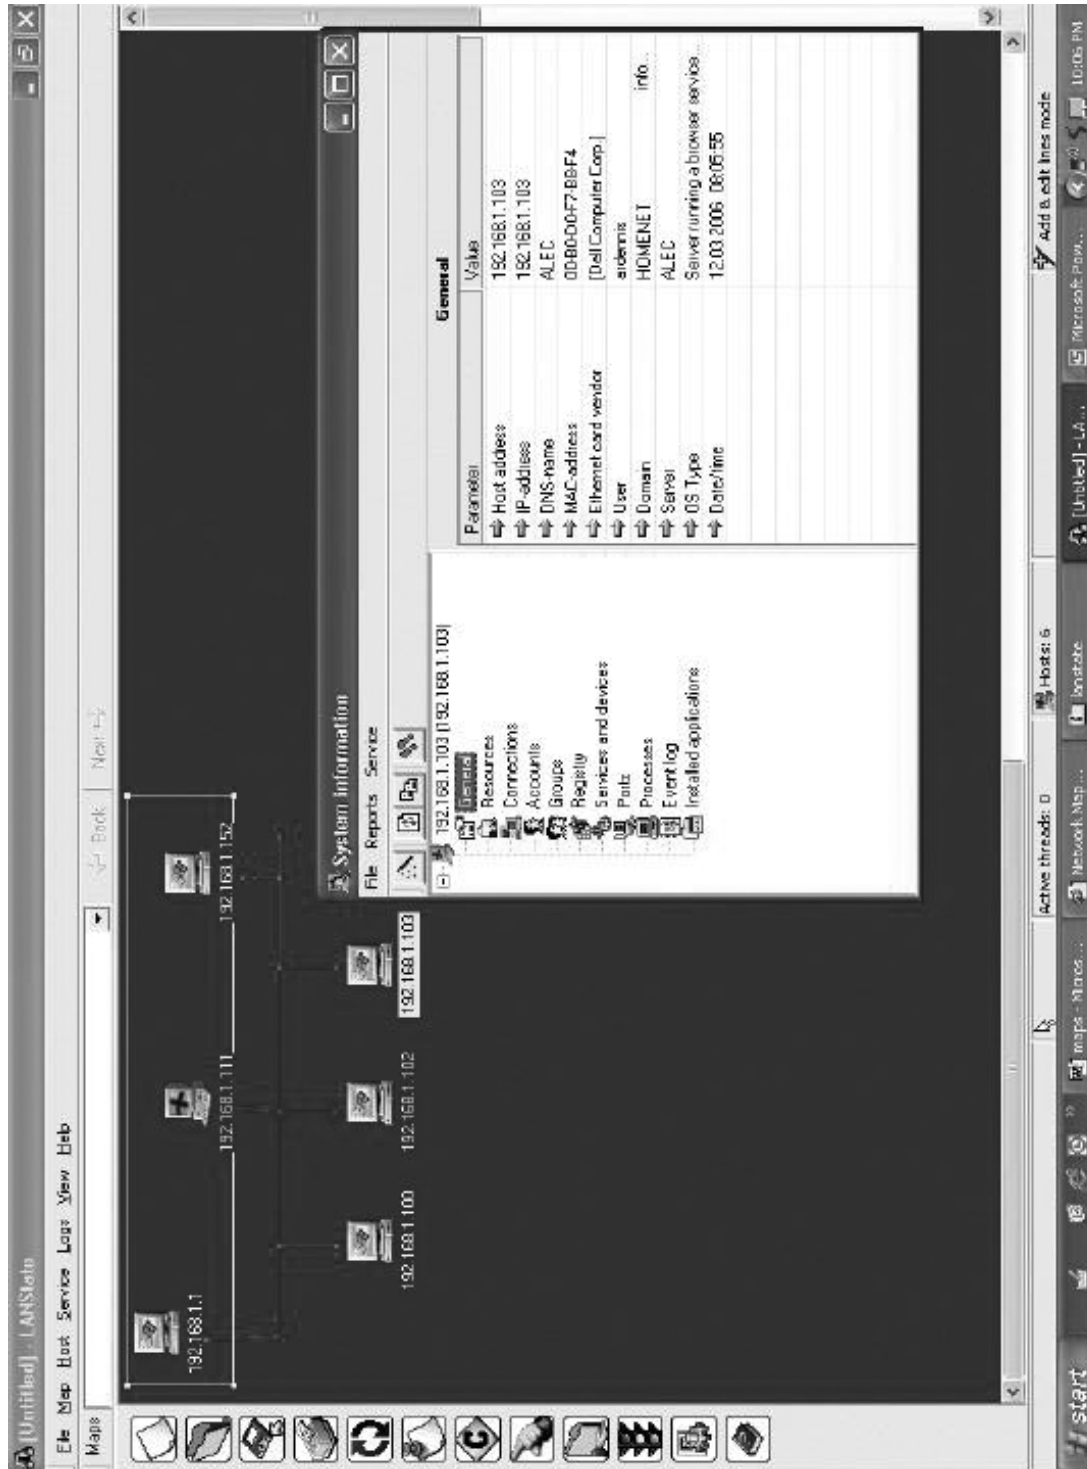 [Untitled] - LANState
File Map Host Service Logs View Help
Maps
Back Next
192.168.1.1
192.168.1.111
192.168.1.152
192.168.1.100
192.168.1.102
192.168.1.103
System information
File Reports Service
192.168.1.103 [192.168.1.103]
General
Resources
Connections
Accounts
Groups
Registry
Services and devices
Ports
Processes
Event log
Installed applications
General
Parameter Value
Host address 192.168.1.103
IP-address 192.168.1.103
DNS-name ALEC
MAC-address 00-B0-D0-F7-BB-F4
Ethernet card vendor [Dell Computer Corp.]
User ardennis
Domain HOMENET info...
Server ALEC
OS Type Server running a browser service...
Date/time 12.03.2006 08:05:55
Active threads: 0 Hosts: 6 Add & edit lines mode
start » maps - Micros... Network Map ... lanstate [Untitled] - LA... Microsoft Pow... 10:06 PM